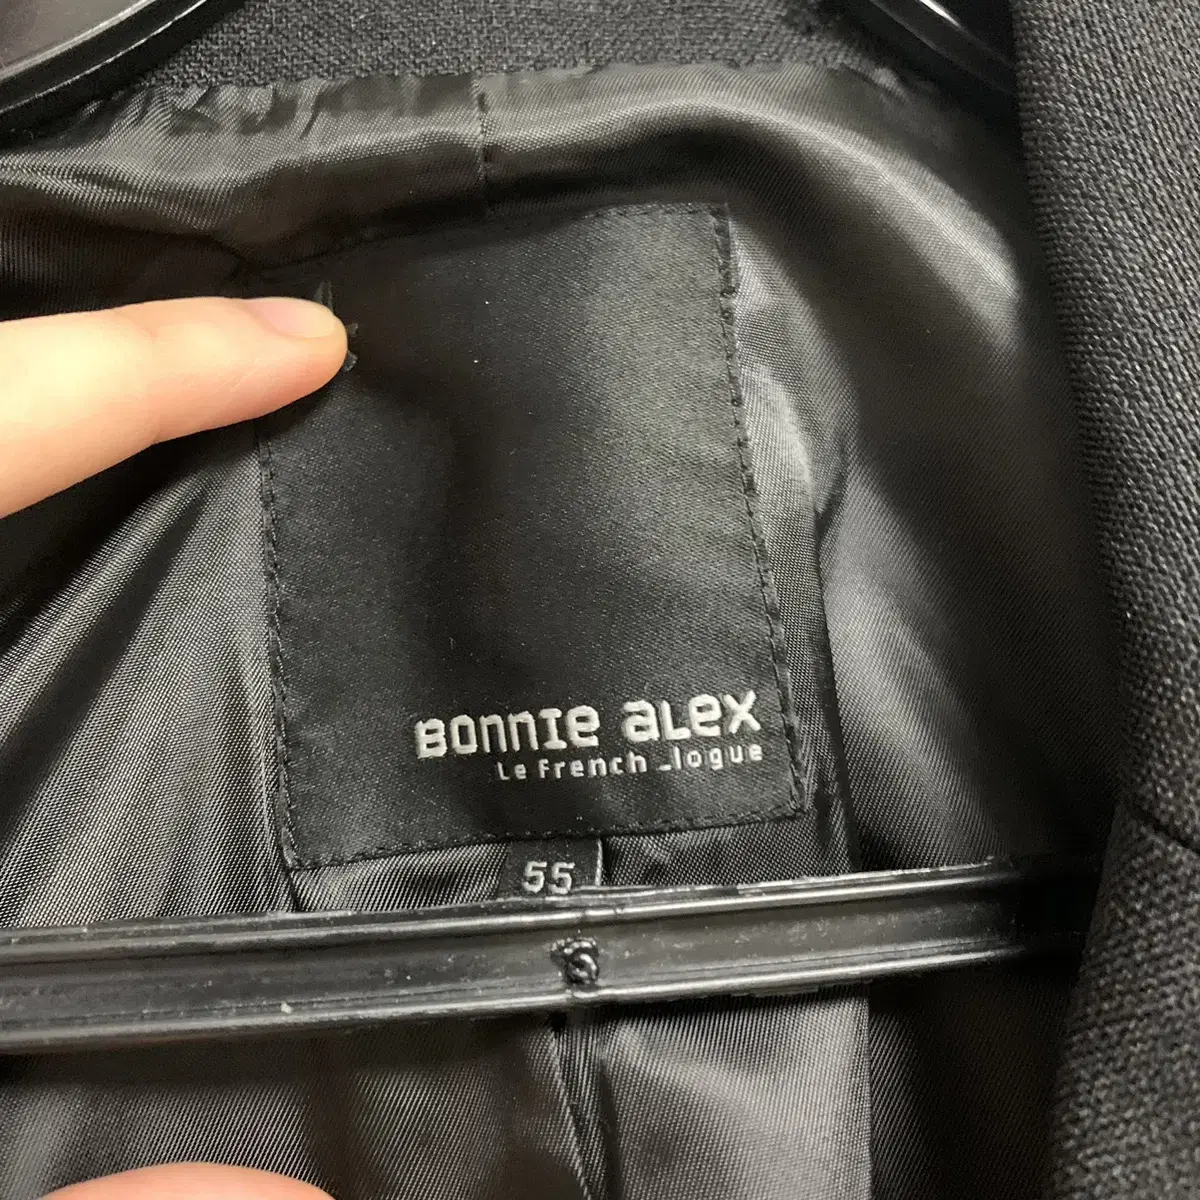 BONNIE ALEX
Le French _logue
55